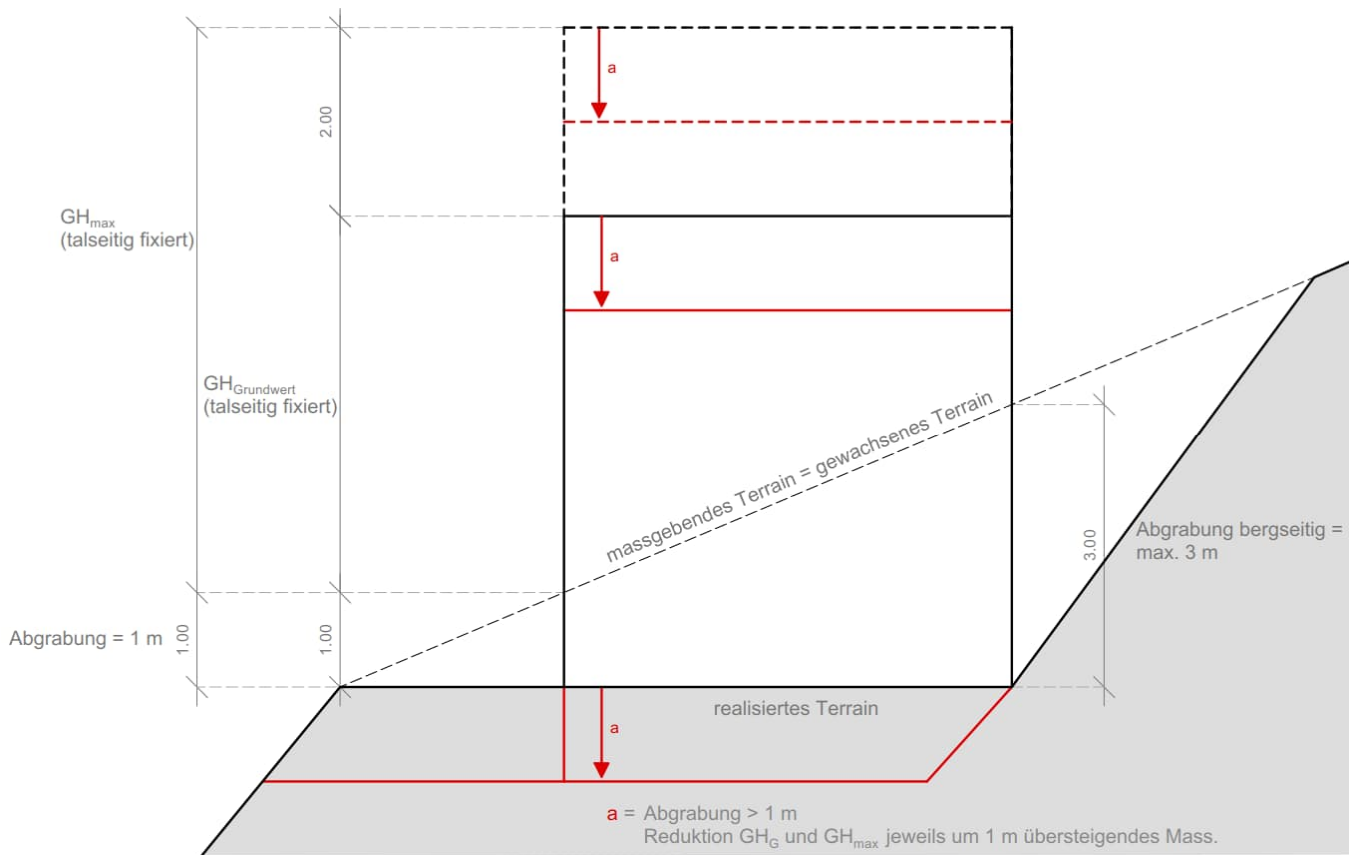 a
2.00
GHmax
(talseitig fixiert)
a
GHGrundwert
(talseitig fixiert)
massgebendes Terrain = gewachsenes Terrain
3.00
Abgrabung bergseitig =
max. 3 m
Abgrabung = 1 m
1.00
1.00
realisiertes Terrain
a
a = Abgrabung > 1 m
Reduktion GHG und GHmax jeweils um 1 m übersteigendes Mass.